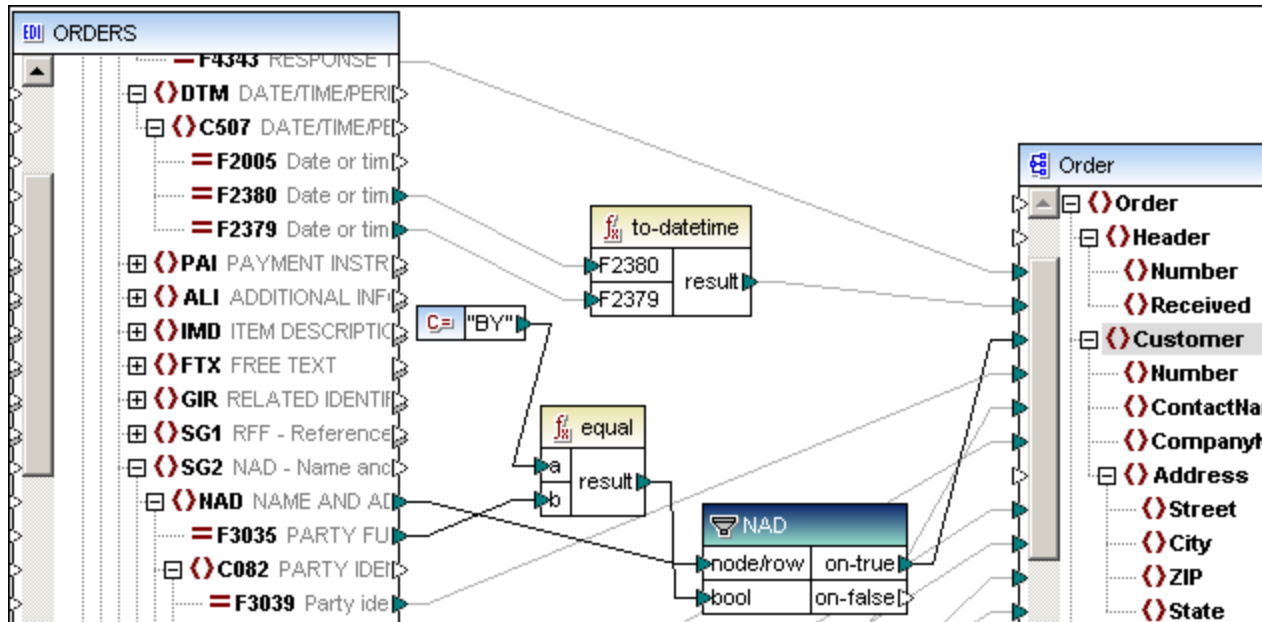 EDI ORDERS
F4343 RESPONSE T
DTM DATE/TIME/PERI
C507 DATE/TIME/PE
F2005 Date or tim
F2380 Date or tim
F2379 Date or tim
PAI PAYMENT INSTR
ALI ADDITIONAL INF
IMD ITEM DESCRIPTIO
FTX FREE TEXT
GIR RELATED IDENTIF
SG1 RFF - Reference
SG2 NAD - Name and
NAD NAME AND AD
F3035 PARTY FU
C082 PARTY IDEN
F3039 Party ide
C= "BY"
to-datetime
F2380
F2379
result
equal
a
b
result
NAD
node/row on-true
bool on-false
Order
Order
Header
Number
Received
Customer
Number
ContactNa
CompanyN
Address
Street
City
ZIP
State